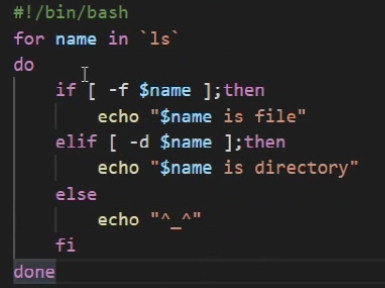 #!/bin/bash
for name in `ls`
do
    if [ -f $name ];then
        echo "$name is file"
    elif [ -d $name ];then
        echo "$name is directory"
    else
        echo "^_^"
    fi
done